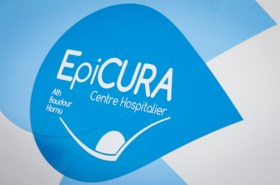 EpiCURA
Centre Hospitalier
Ath
Baudour
Hornu